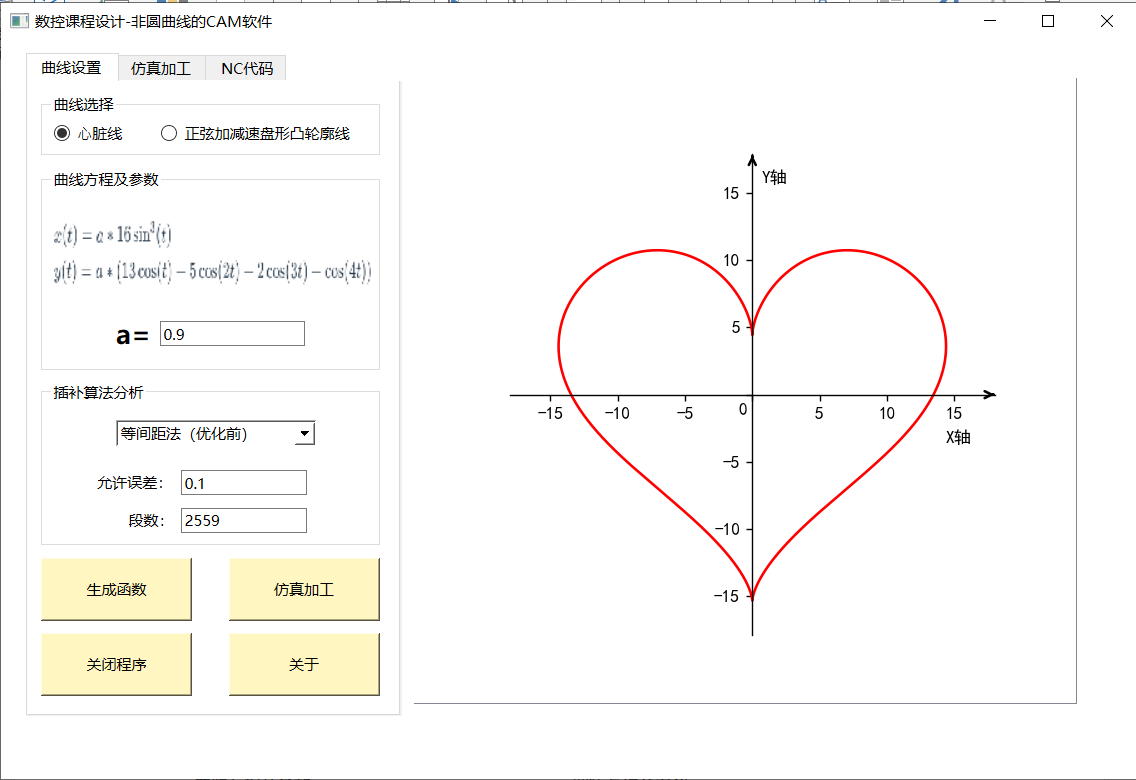 数控课程设计-非圆曲线的CAM软件
曲线设置 仿真加工 NC代码
曲线选择
心脏线 正弦加减速盘形凸轮廓线
曲线方程及参数
x(t) = a * 16 sin³(t)
y(t) = a * (13 cos(t) − 5 cos(2t) − 2 cos(3t) − cos(4t))
a= 0.9
插补算法分析
等间距法（优化前）
允许误差： 0.1
段数： 2559
生成函数 仿真加工
关闭程序 关于
Y轴
15
10
5
−15 −10 −5 0 5 10 15
X轴
−5
−10
−15